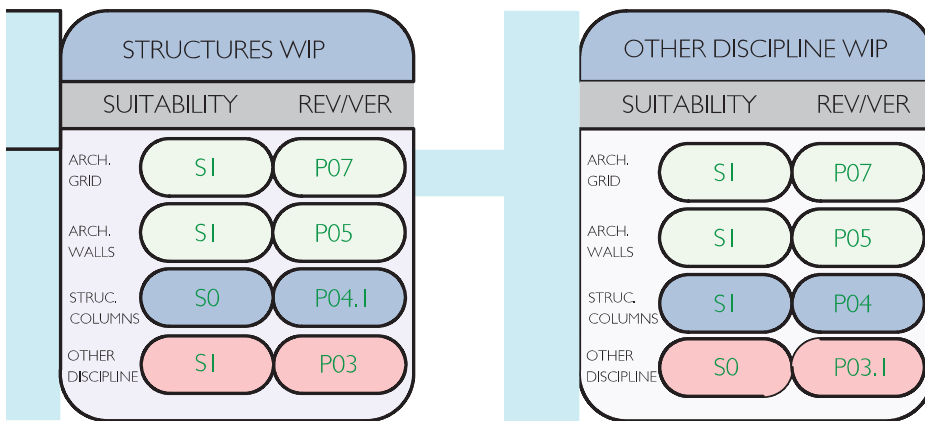 STRUCTURES WIP
SUITABILITY REV/VER
ARCH.
GRID
S1 P07
ARCH.
WALLS
S1 P05
STRUC.
COLUMNS
S0 P04.1
OTHER
DISCIPLINE
S1 P03
OTHER DISCIPLINE WIP
SUITABILITY REV/VER
ARCH.
GRID
S1 P07
ARCH.
WALLS
S1 P05
STRUC.
COLUMNS
S1 P04
OTHER
DISCIPLINE
S0 P03.1